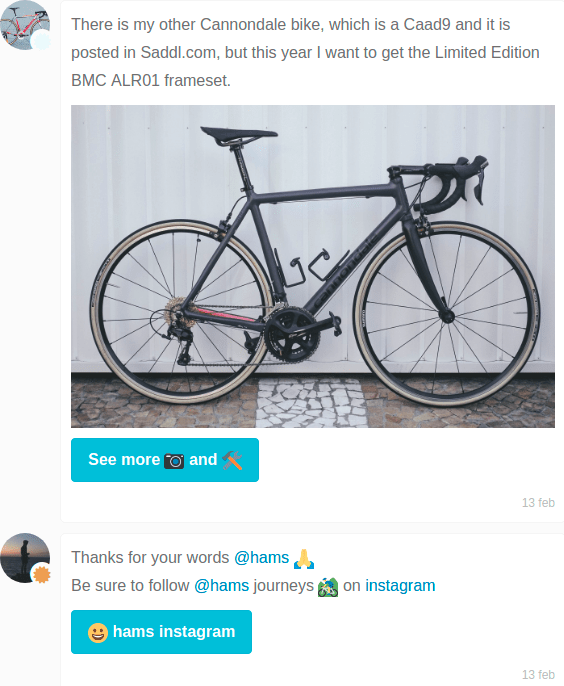 There is my other Cannondale bike, which is a Caad9 and it is
posted in Saddl.com, but this year I want to get the Limited Edition
BMC ALR01 frameset.
cannondale
See more 📷 and 🛠️
13 feb
Thanks for your words @hams 🙏
Be sure to follow @hams journeys 🚵 on instagram
😀 hams instagram
13 feb